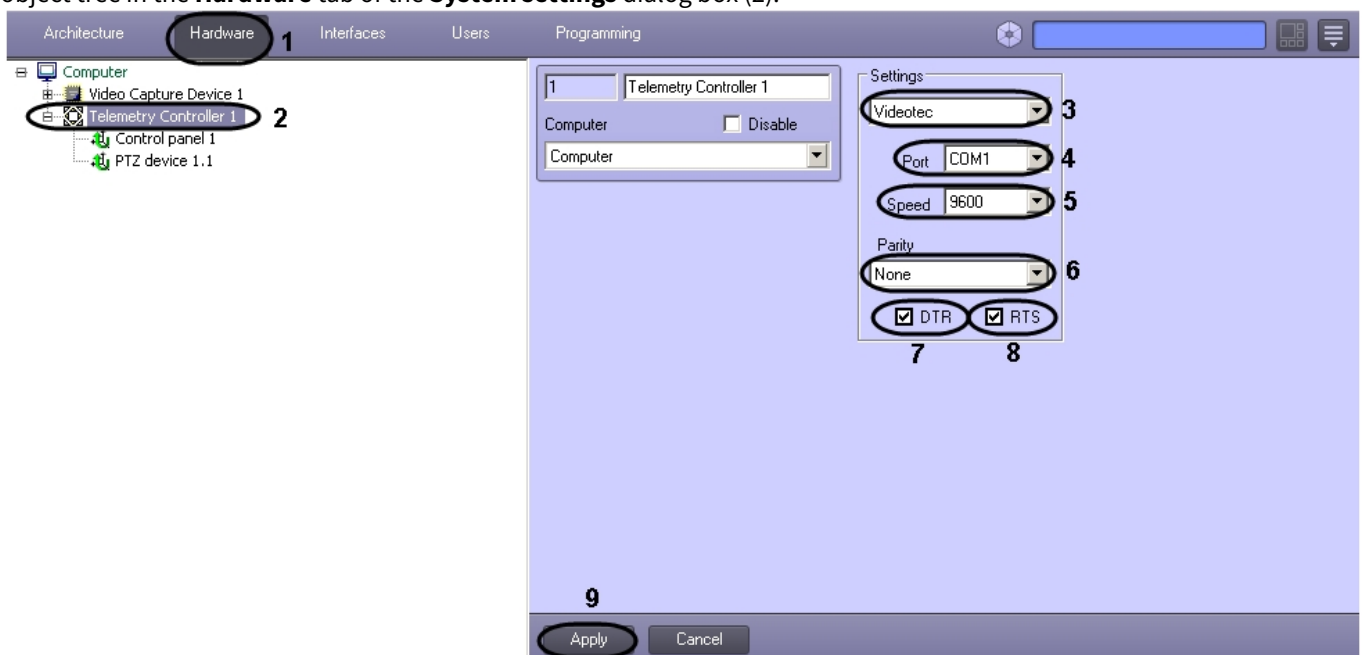 object tree in the Hardware tab of the System settings dialog box (2).
Architecture Hardware 1 Interfaces Users Programming
Computer
Video Capture Device 1
Telemetry Controller 1 2
Control panel 1
PTZ device 1.1
1 Telemetry Controller 1
Computer Disable
Computer
Settings
Videotec 3
Port COM1 4
Speed 9600 5
Parity
None 6
DTR RTS
7 8
9
Apply Cancel